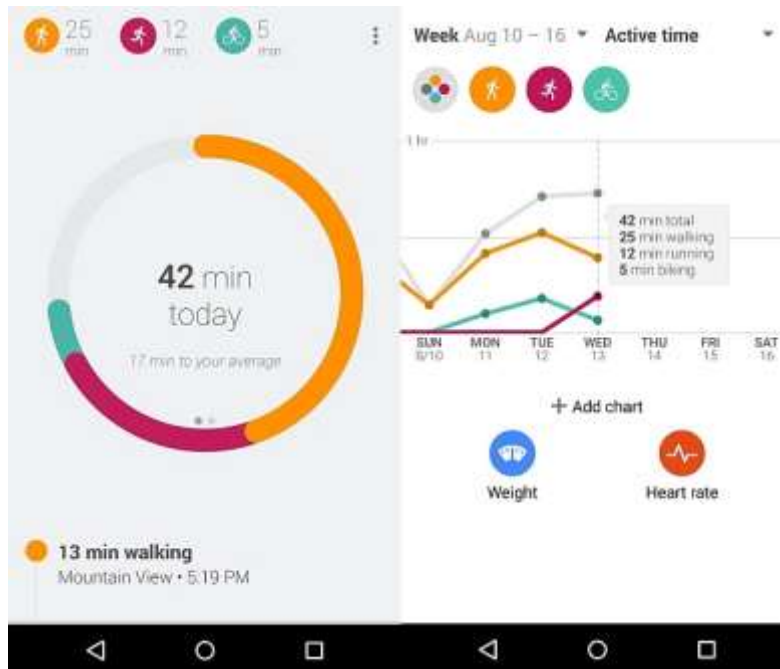 25 min
12 min
5 min
42 min
today
17 min to your average
13 min walking
Mountain View • 5:19 PM
Week Aug 10 – 16 Active time
1 hr
42 min total
25 min walking
12 min running
5 min biking
SUN MON TUE WED THU FRI SAT
8/10 11 12 13 14 15 16
+ Add chart
Weight Heart rate